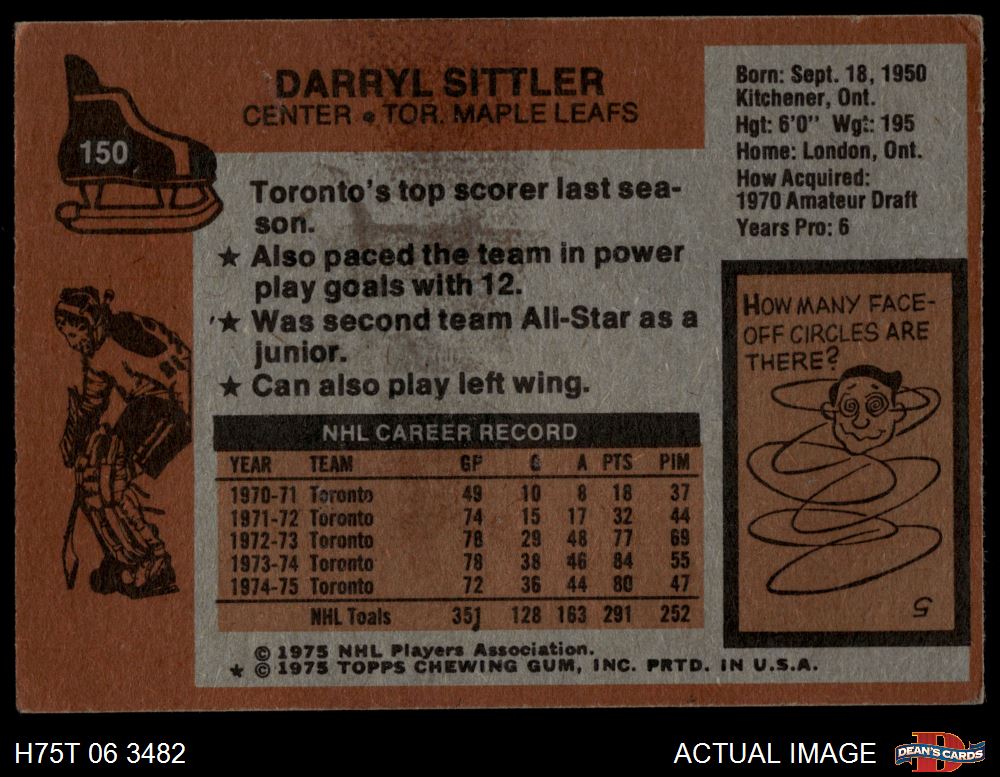 DARRYL SITTLER
CENTER • TOR. MAPLE LEAFS
150
Born: Sept. 18, 1950
Kitchener, Ont.
Hgt: 6'0" Wgt: 195
Home: London, Ont.
How Acquired:
1970 Amateur Draft
Years Pro: 6
Toronto's top scorer last sea-
son.
★ Also paced the team in power
play goals with 12.
★ Was second team All-Star as a
junior.
★ Can also play left wing.
HOW MANY FACE-
OFF CIRCLES ARE
THERE?
5
NHL CAREER RECORD
YEAR TEAM GP G A PTS PIM
1970-71 Toronto 49 10 8 18 37
1971-72 Toronto 74 15 17 32 44
1972-73 Toronto 78 29 48 77 69
1973-74 Toronto 78 38 46 84 55
1974-75 Toronto 72 36 44 80 47
NHL Toals 351 128 163 291 252
© 1975 NHL Players Association.
★ © 1975 TOPPS CHEWING GUM, INC. PRTD. IN U.S.A.
H75T 06 3482
ACTUAL IMAGE
D
DEAN'S CARDS